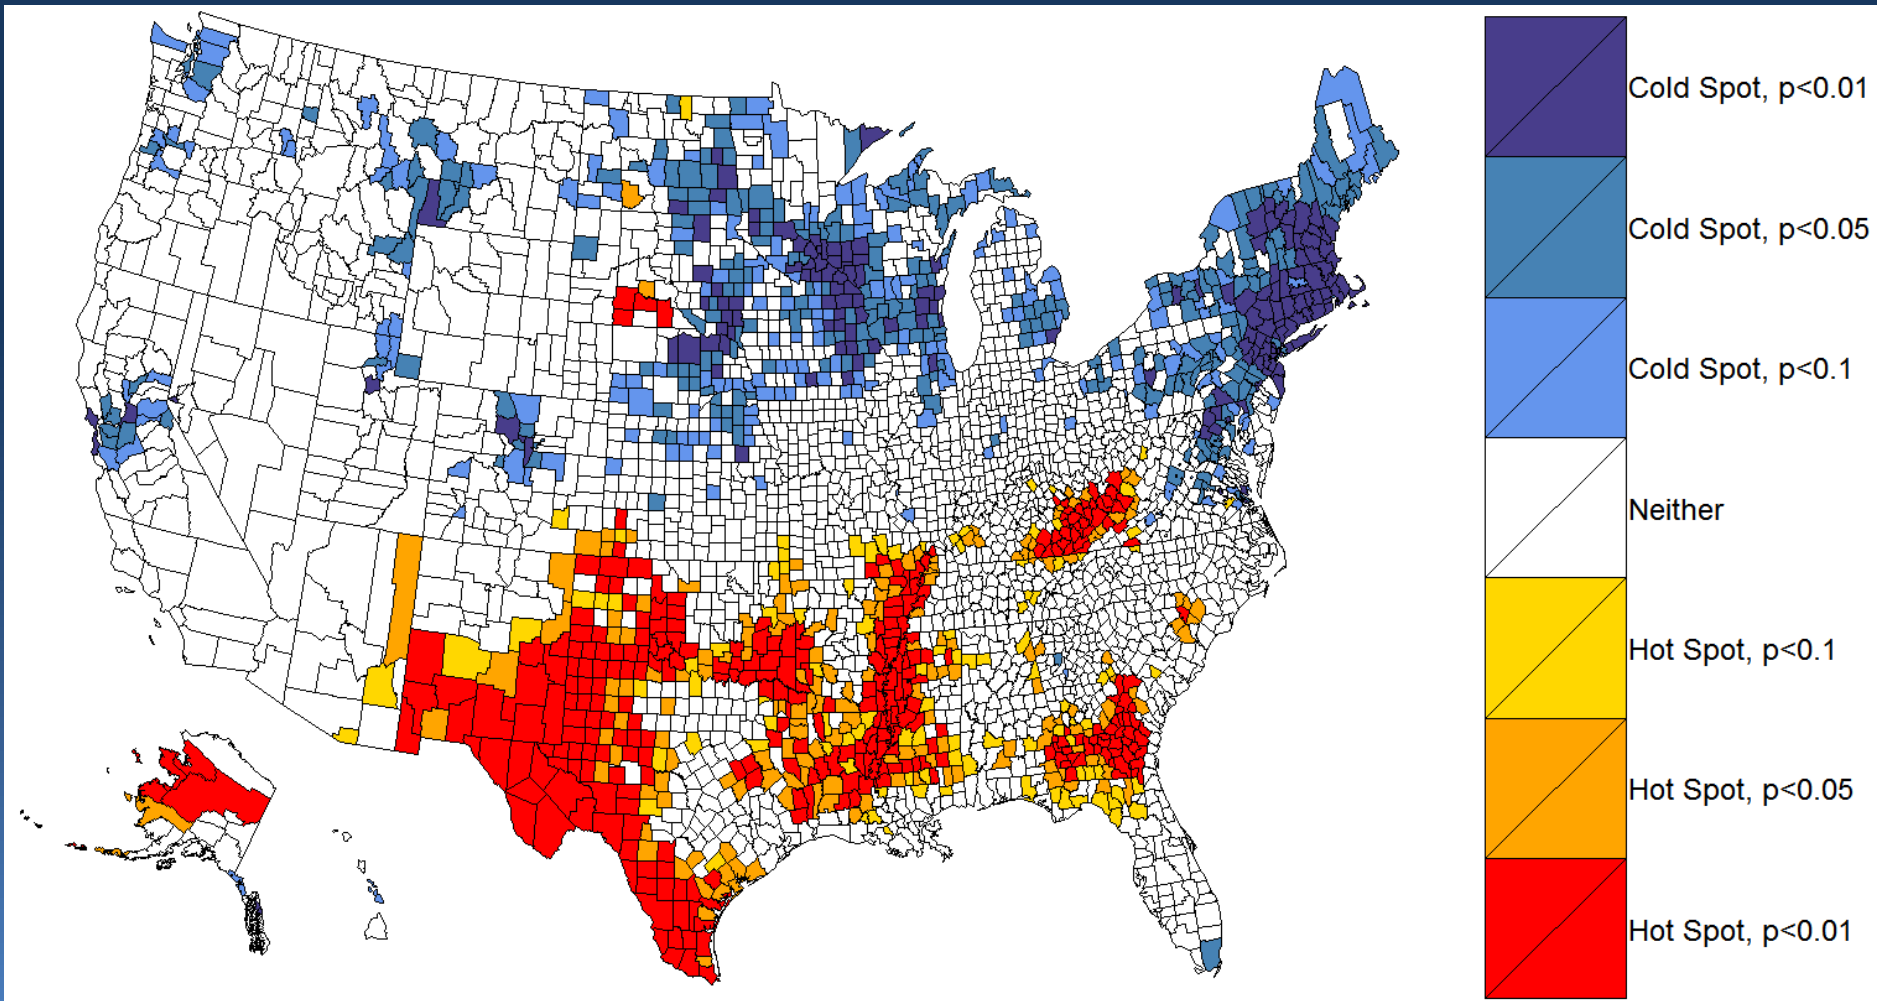 Cold Spot, p<0.01
Cold Spot, p<0.05
Cold Spot, p<0.1
Neither
Hot Spot, p<0.1
Hot Spot, p<0.05
Hot Spot, p<0.01